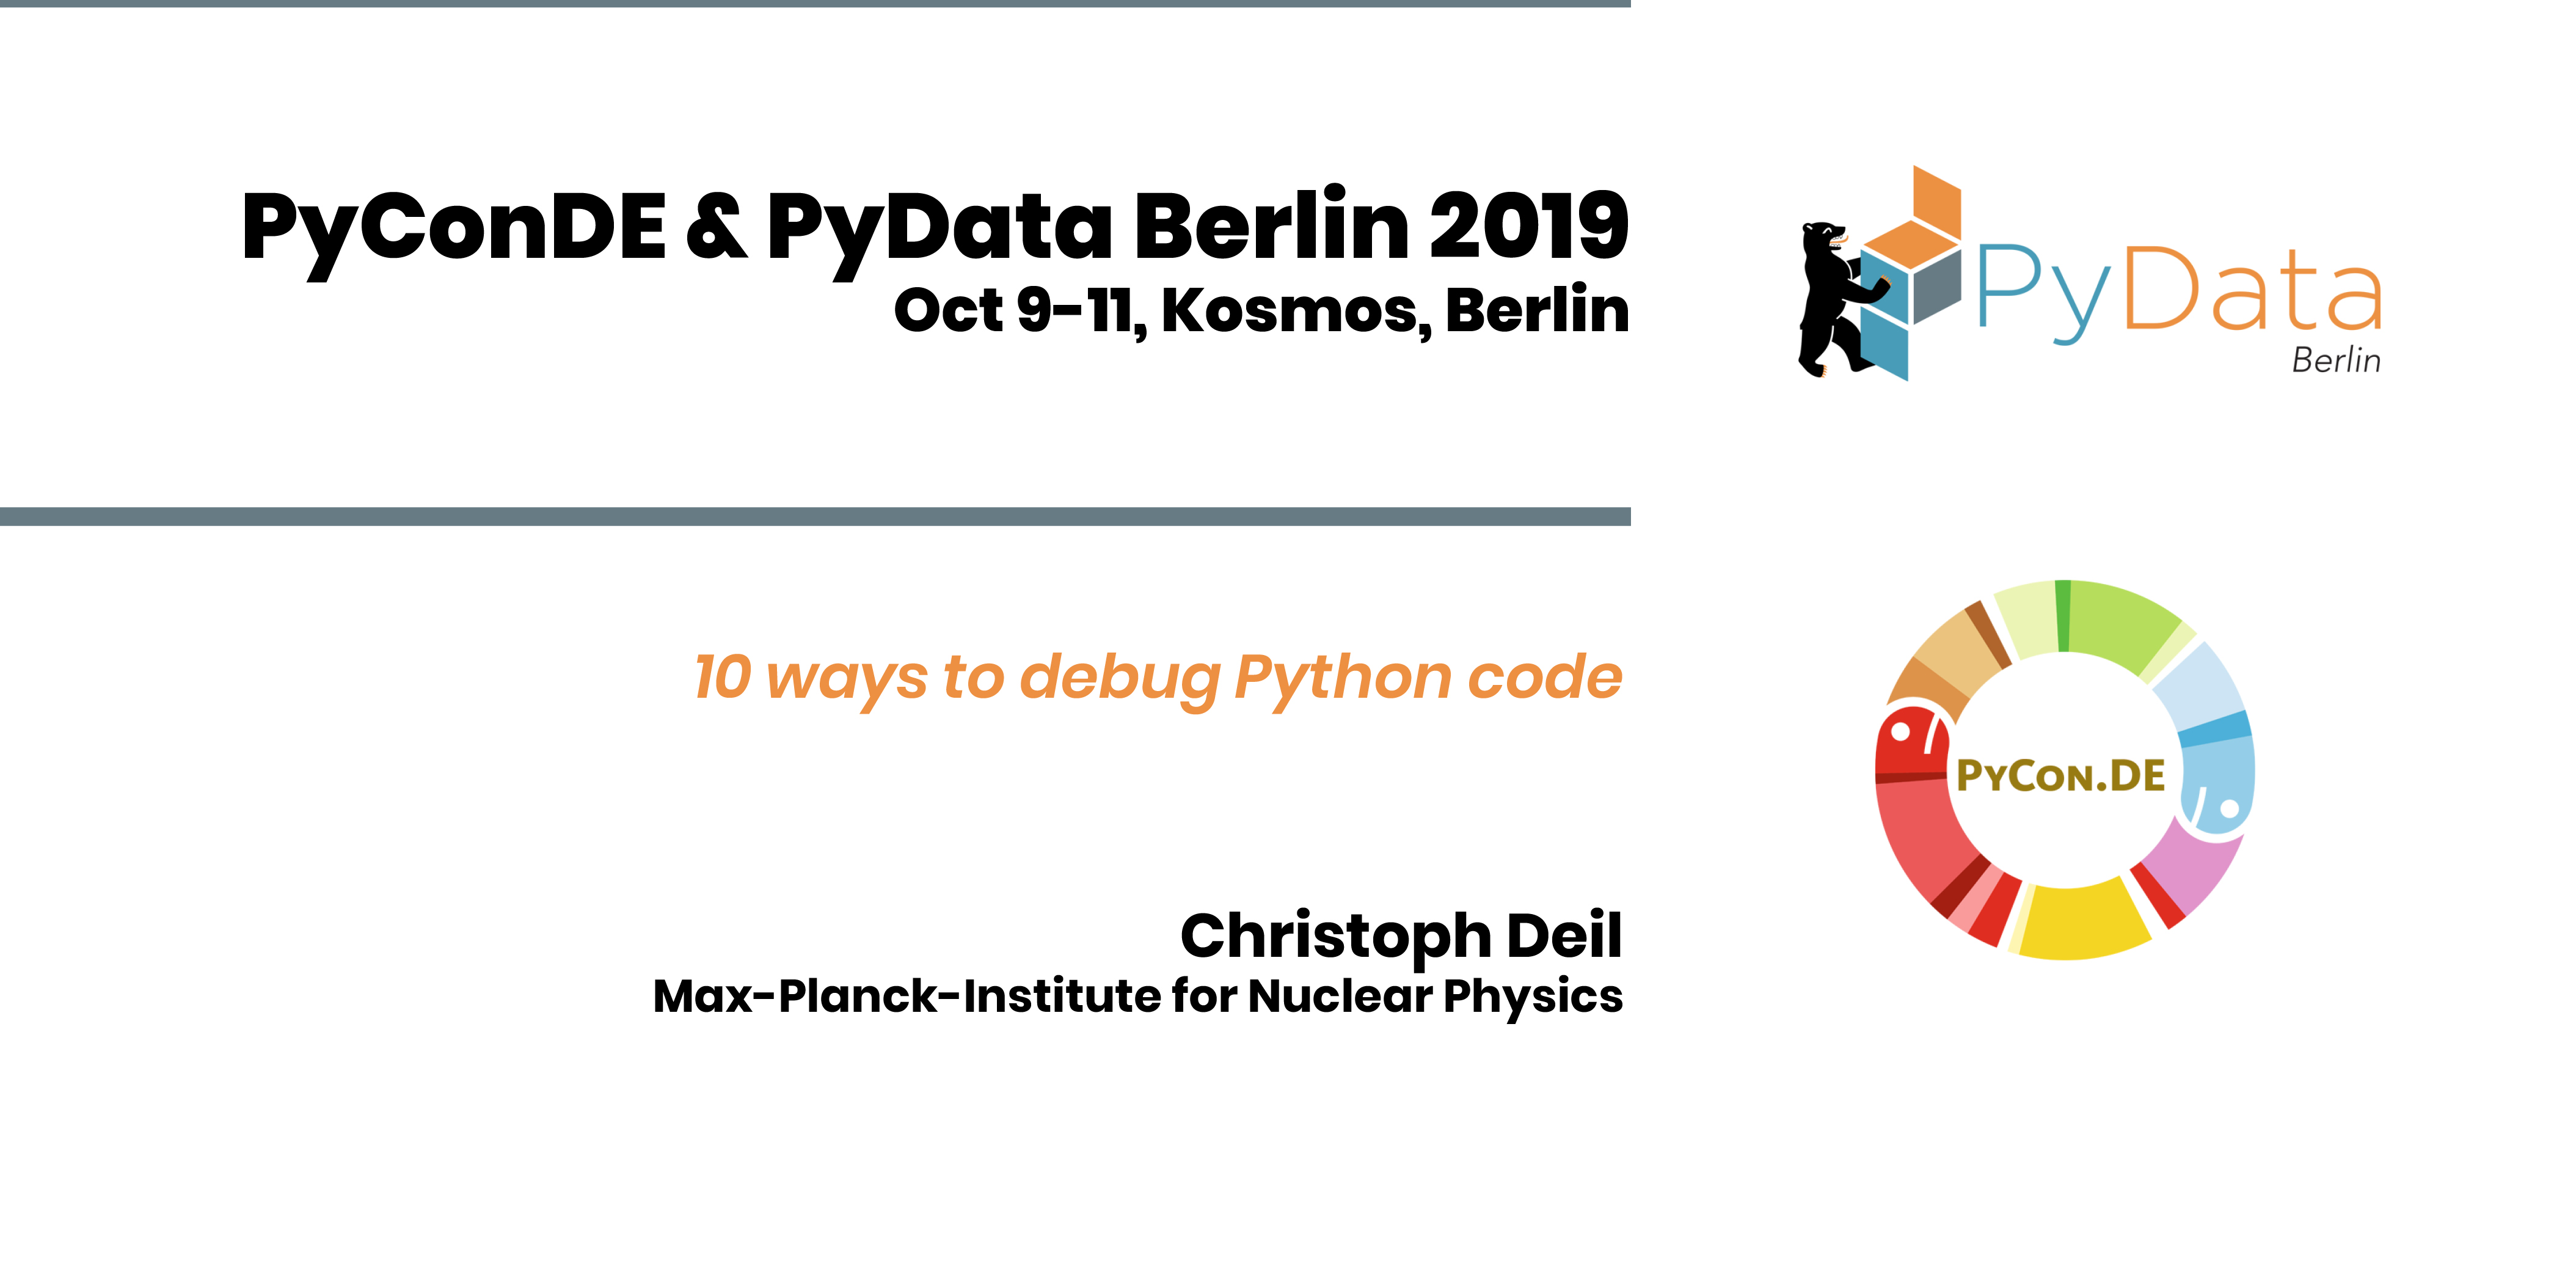 PyConDE & PyData Berlin 2019
Oct 9-11, Kosmos, Berlin
PyData
Berlin
10 ways to debug Python code
PyCon.DE
Christoph Deil
Max-Planck-Institute for Nuclear Physics